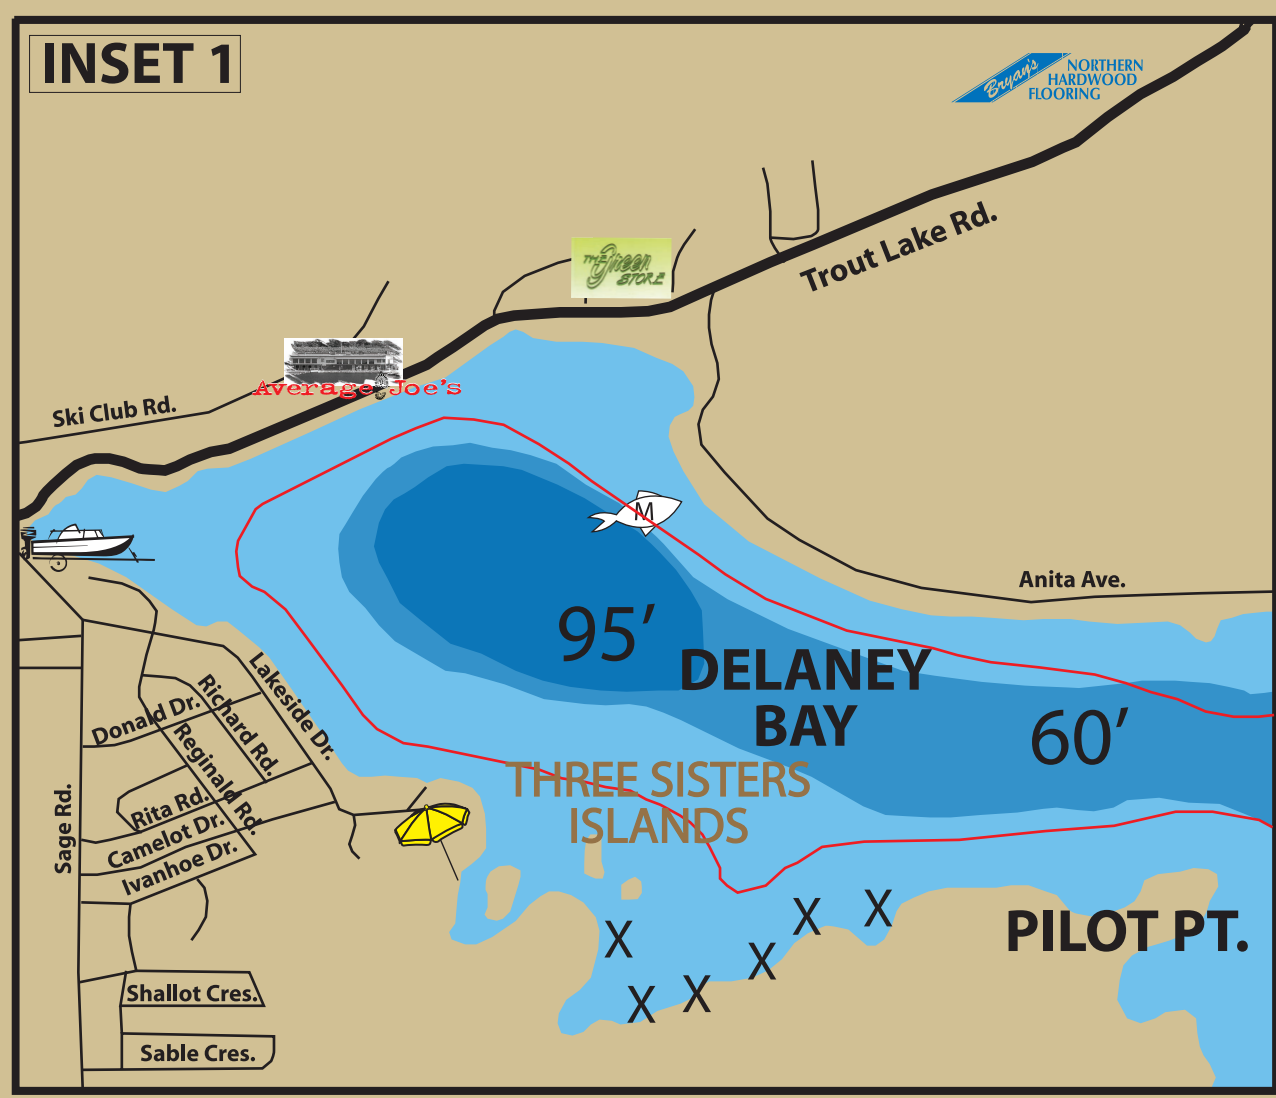 INSET 1
Bryan's
NORTHERN
HARDWOOD
FLOORING
Trout Lake Rd.
THE Green
STORE
Average Joe's
Ski Club Rd.
M
Anita Ave.
95′
DELANEY
BAY
60′
THREE SISTERS
ISLANDS
Lakeside Dr.
Richard Rd.
Donald Dr.
Reginald Rd.
Rita Rd.
Camelot Dr.
Ivanhoe Dr.
Sage Rd.
X
X
X
X
X
X
PILOT PT.
Shallot Cres.
Sable Cres.